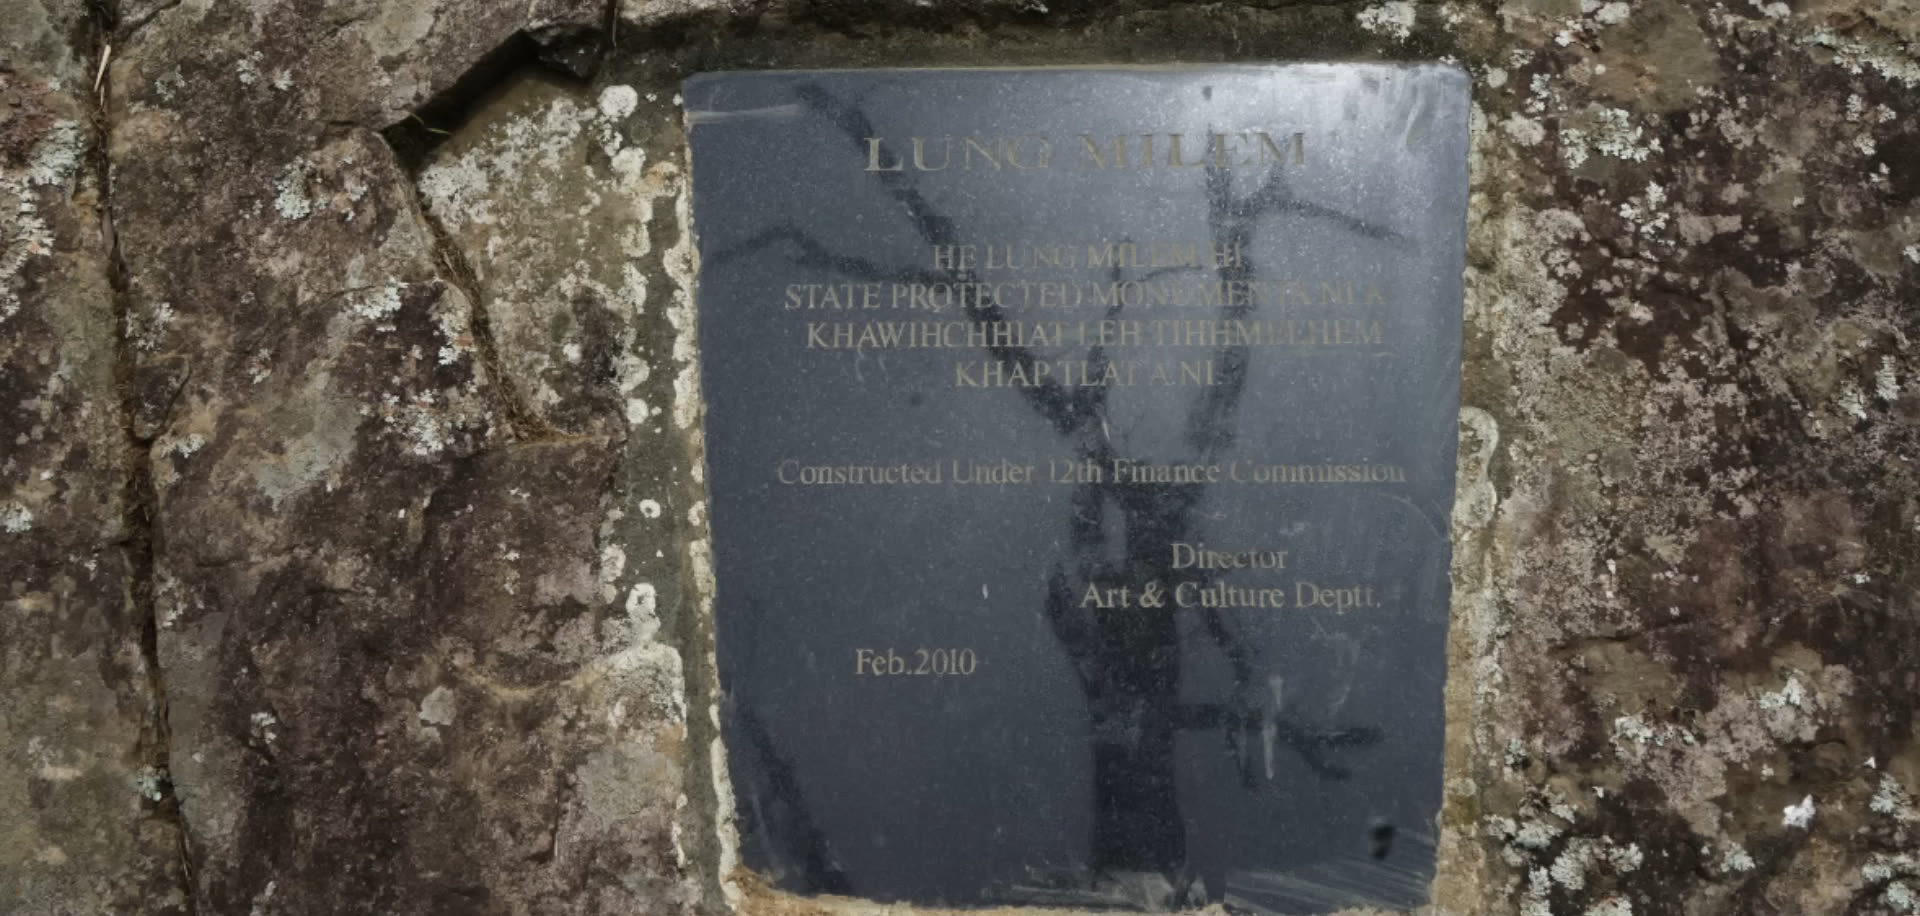 LUNG MILEM
HE LUNG MILEM HI
STATE PROTECTED MONUMENT A NI A
KHAWIHCHHIAT LEH TIHHMELHEM
KHAP TLAT A NI.
Constructed Under 12th Finance Commission
Director
Art & Culture Deptt.
Feb.2010